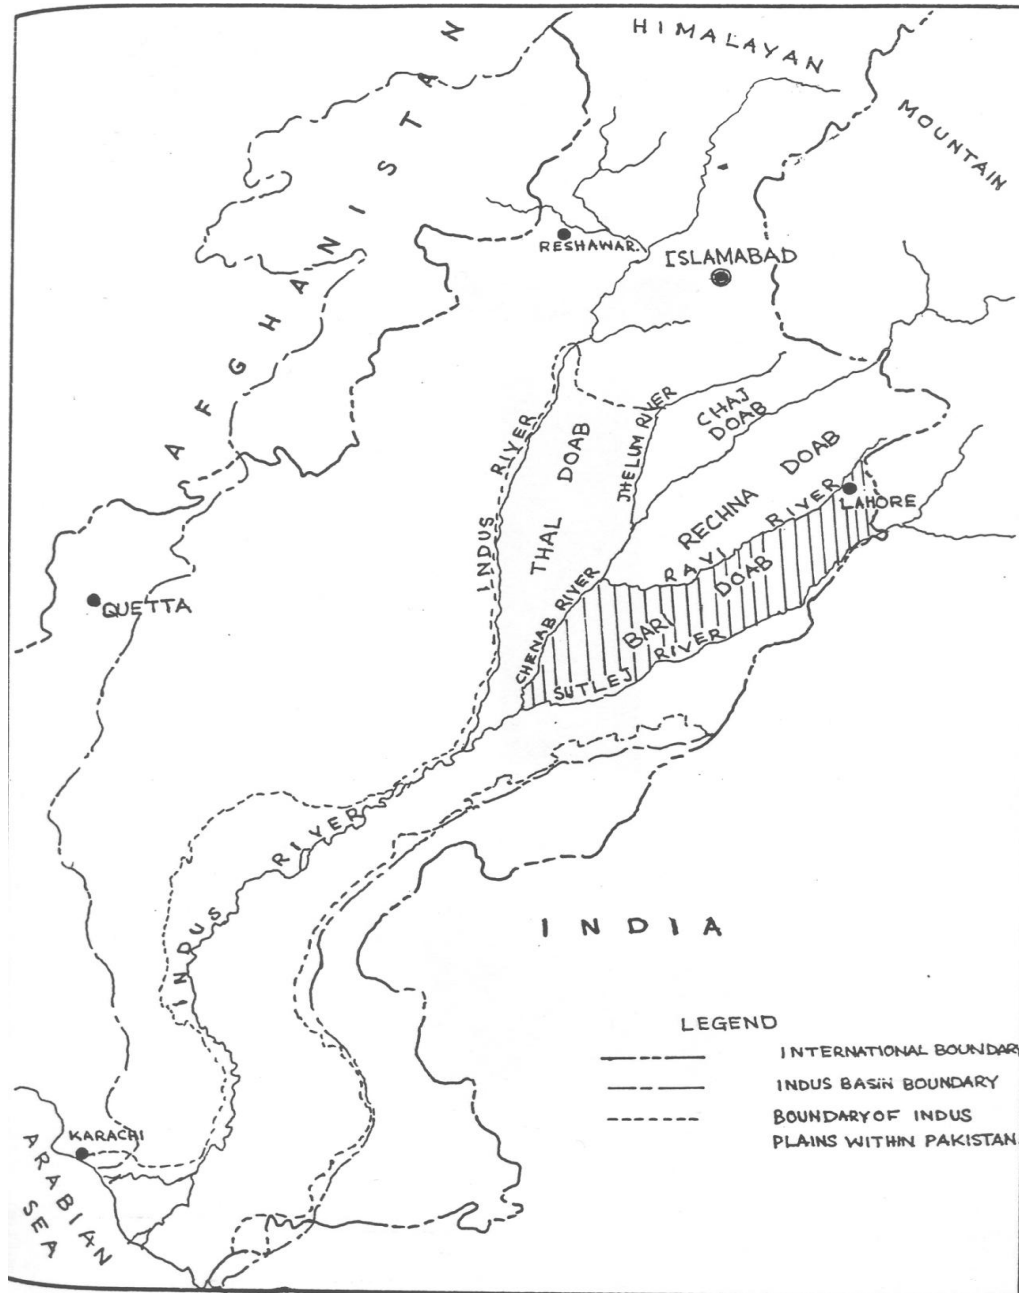 HIMALAYAN
MOUNTAIN
AFGHANISTAN
RESHAWAR.
ISLAMABAD
INDUS RIVER
THAL DOAB
JHELUM RIVER
CHAJ
DOAB
RECHNA DOAB
RAVI RIVER
LAHORE
CHENAB RIVER
BARI DOAB
SUTLEJ RIVER
QUETTA
INDUS RIVER
INDIA
KARACHI
ARABIAN
SEA
LEGEND
INTERNATIONAL BOUNDARY
INDUS BASIN BOUNDARY
BOUNDARY OF INDUS
PLAINS WITHIN PAKISTAN.